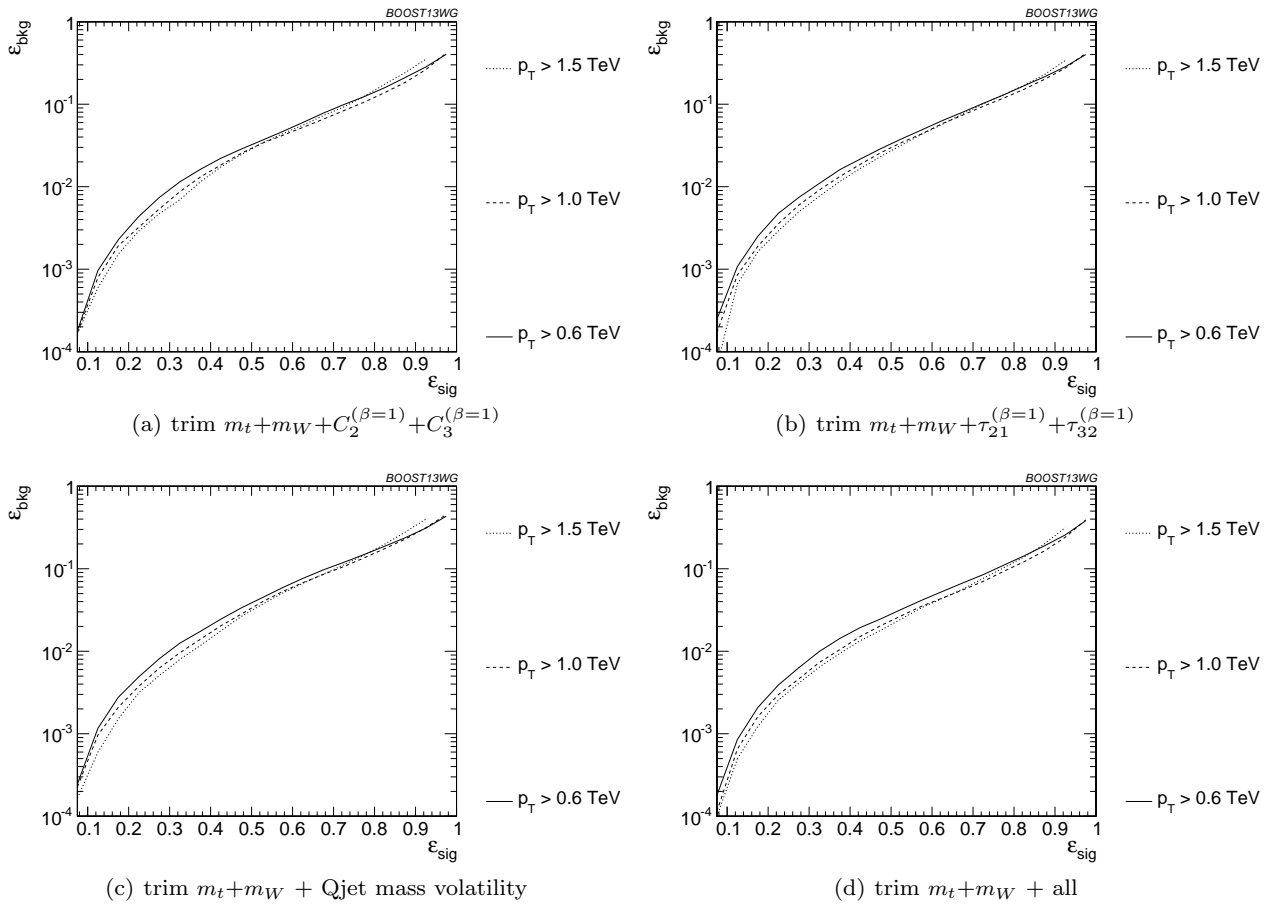 BOOST13WG
ε_bkg
1
10^-1
10^-2
10^-3
10^-4
0.1 0.2 0.3 0.4 0.5 0.6 0.7 0.8 0.9 1
ε_sig
p_T > 1.5 TeV
p_T > 1.0 TeV
p_T > 0.6 TeV
(a) trim m_t+m_W+C_2^(β=1)+C_3^(β=1)
BOOST13WG
ε_bkg
1
10^-1
10^-2
10^-3
10^-4
0.1 0.2 0.3 0.4 0.5 0.6 0.7 0.8 0.9 1
ε_sig
p_T > 1.5 TeV
p_T > 1.0 TeV
p_T > 0.6 TeV
(b) trim m_t+m_W+τ_21^(β=1)+τ_32^(β=1)
BOOST13WG
ε_bkg
1
10^-1
10^-2
10^-3
10^-4
0.1 0.2 0.3 0.4 0.5 0.6 0.7 0.8 0.9 1
ε_sig
p_T > 1.5 TeV
p_T > 1.0 TeV
p_T > 0.6 TeV
(c) trim m_t+m_W + Qjet mass volatility
BOOST13WG
ε_bkg
1
10^-1
10^-2
10^-3
10^-4
0.1 0.2 0.3 0.4 0.5 0.6 0.7 0.8 0.9 1
ε_sig
p_T > 1.5 TeV
p_T > 1.0 TeV
p_T > 0.6 TeV
(d) trim m_t+m_W + all